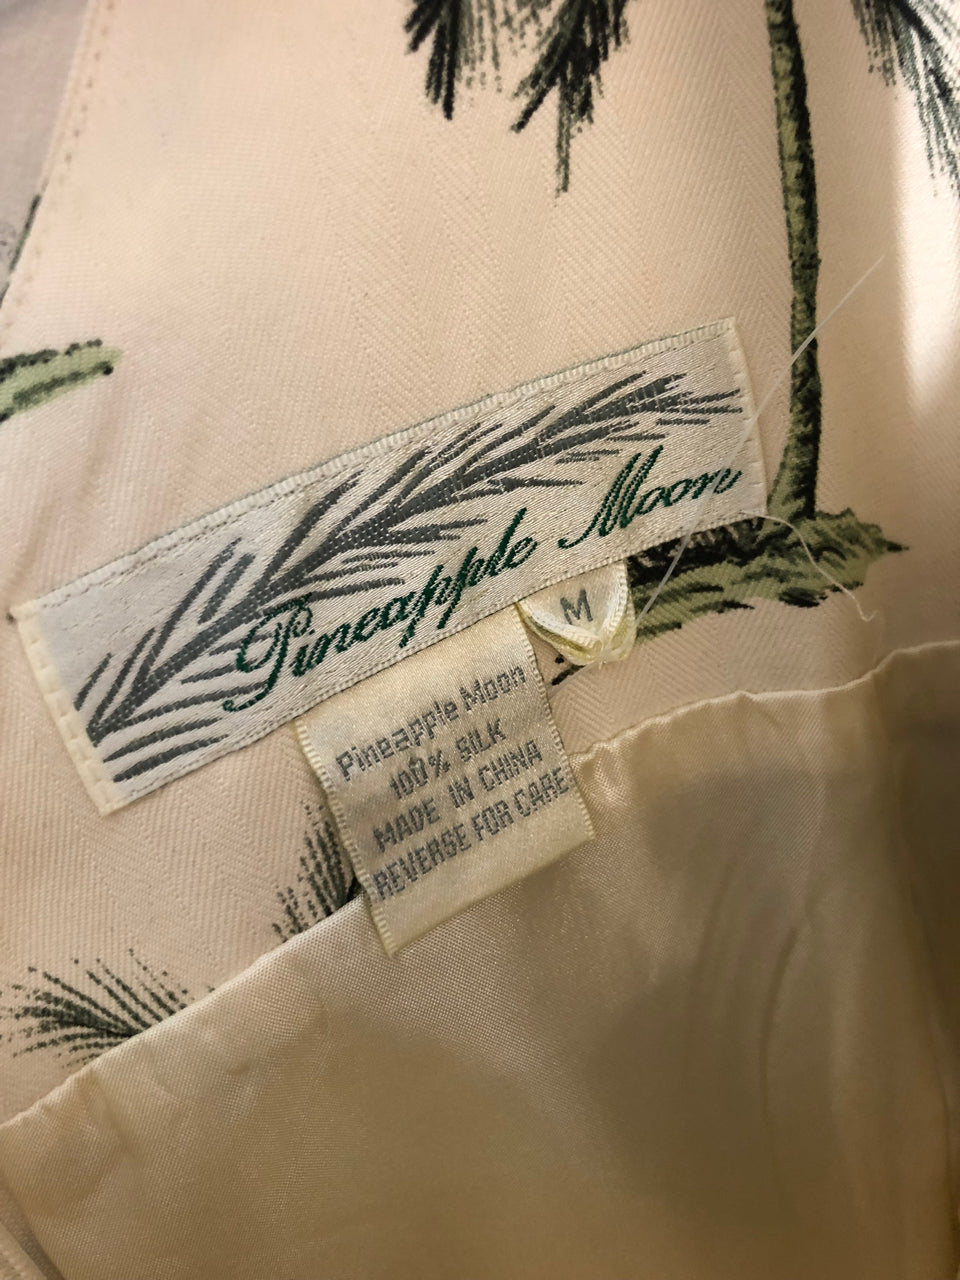 Pineapple Moon
M
Pineapple Moon
100% SILK
MADE IN CHINA
REVERSE FOR CARE